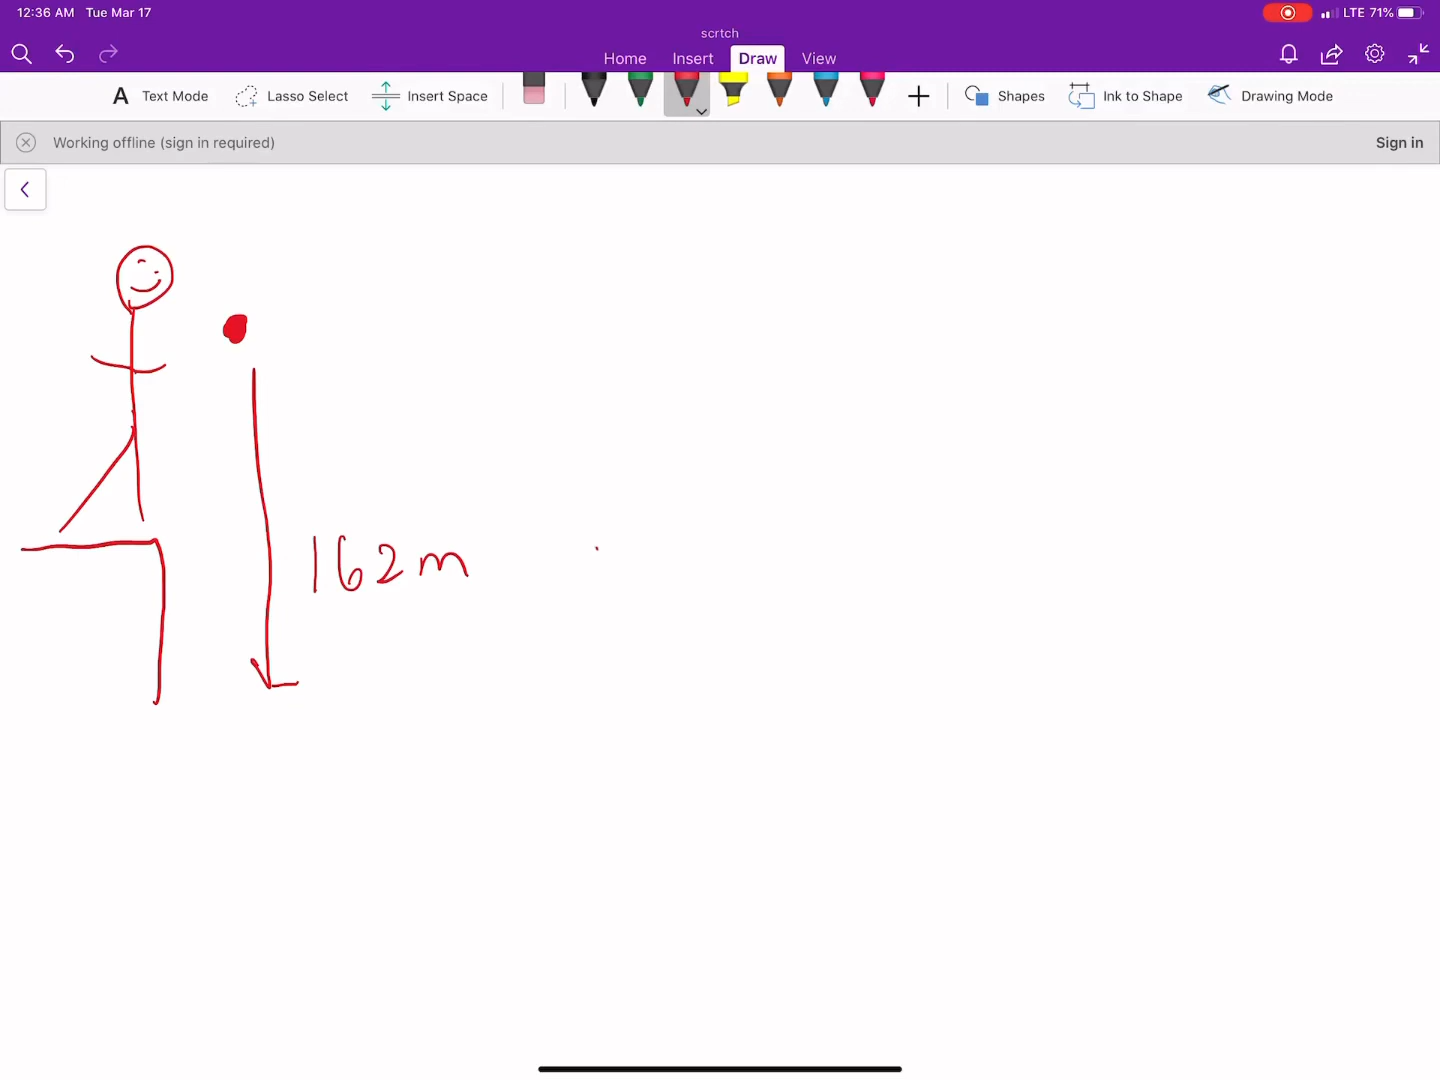 12:36 AM Tue Mar 17
LTE 71%
scrtch
Home Insert Draw View
A Text Mode Lasso Select Insert Space Shapes Ink to Shape Drawing Mode
Working offline (sign in required) Sign in
162 m